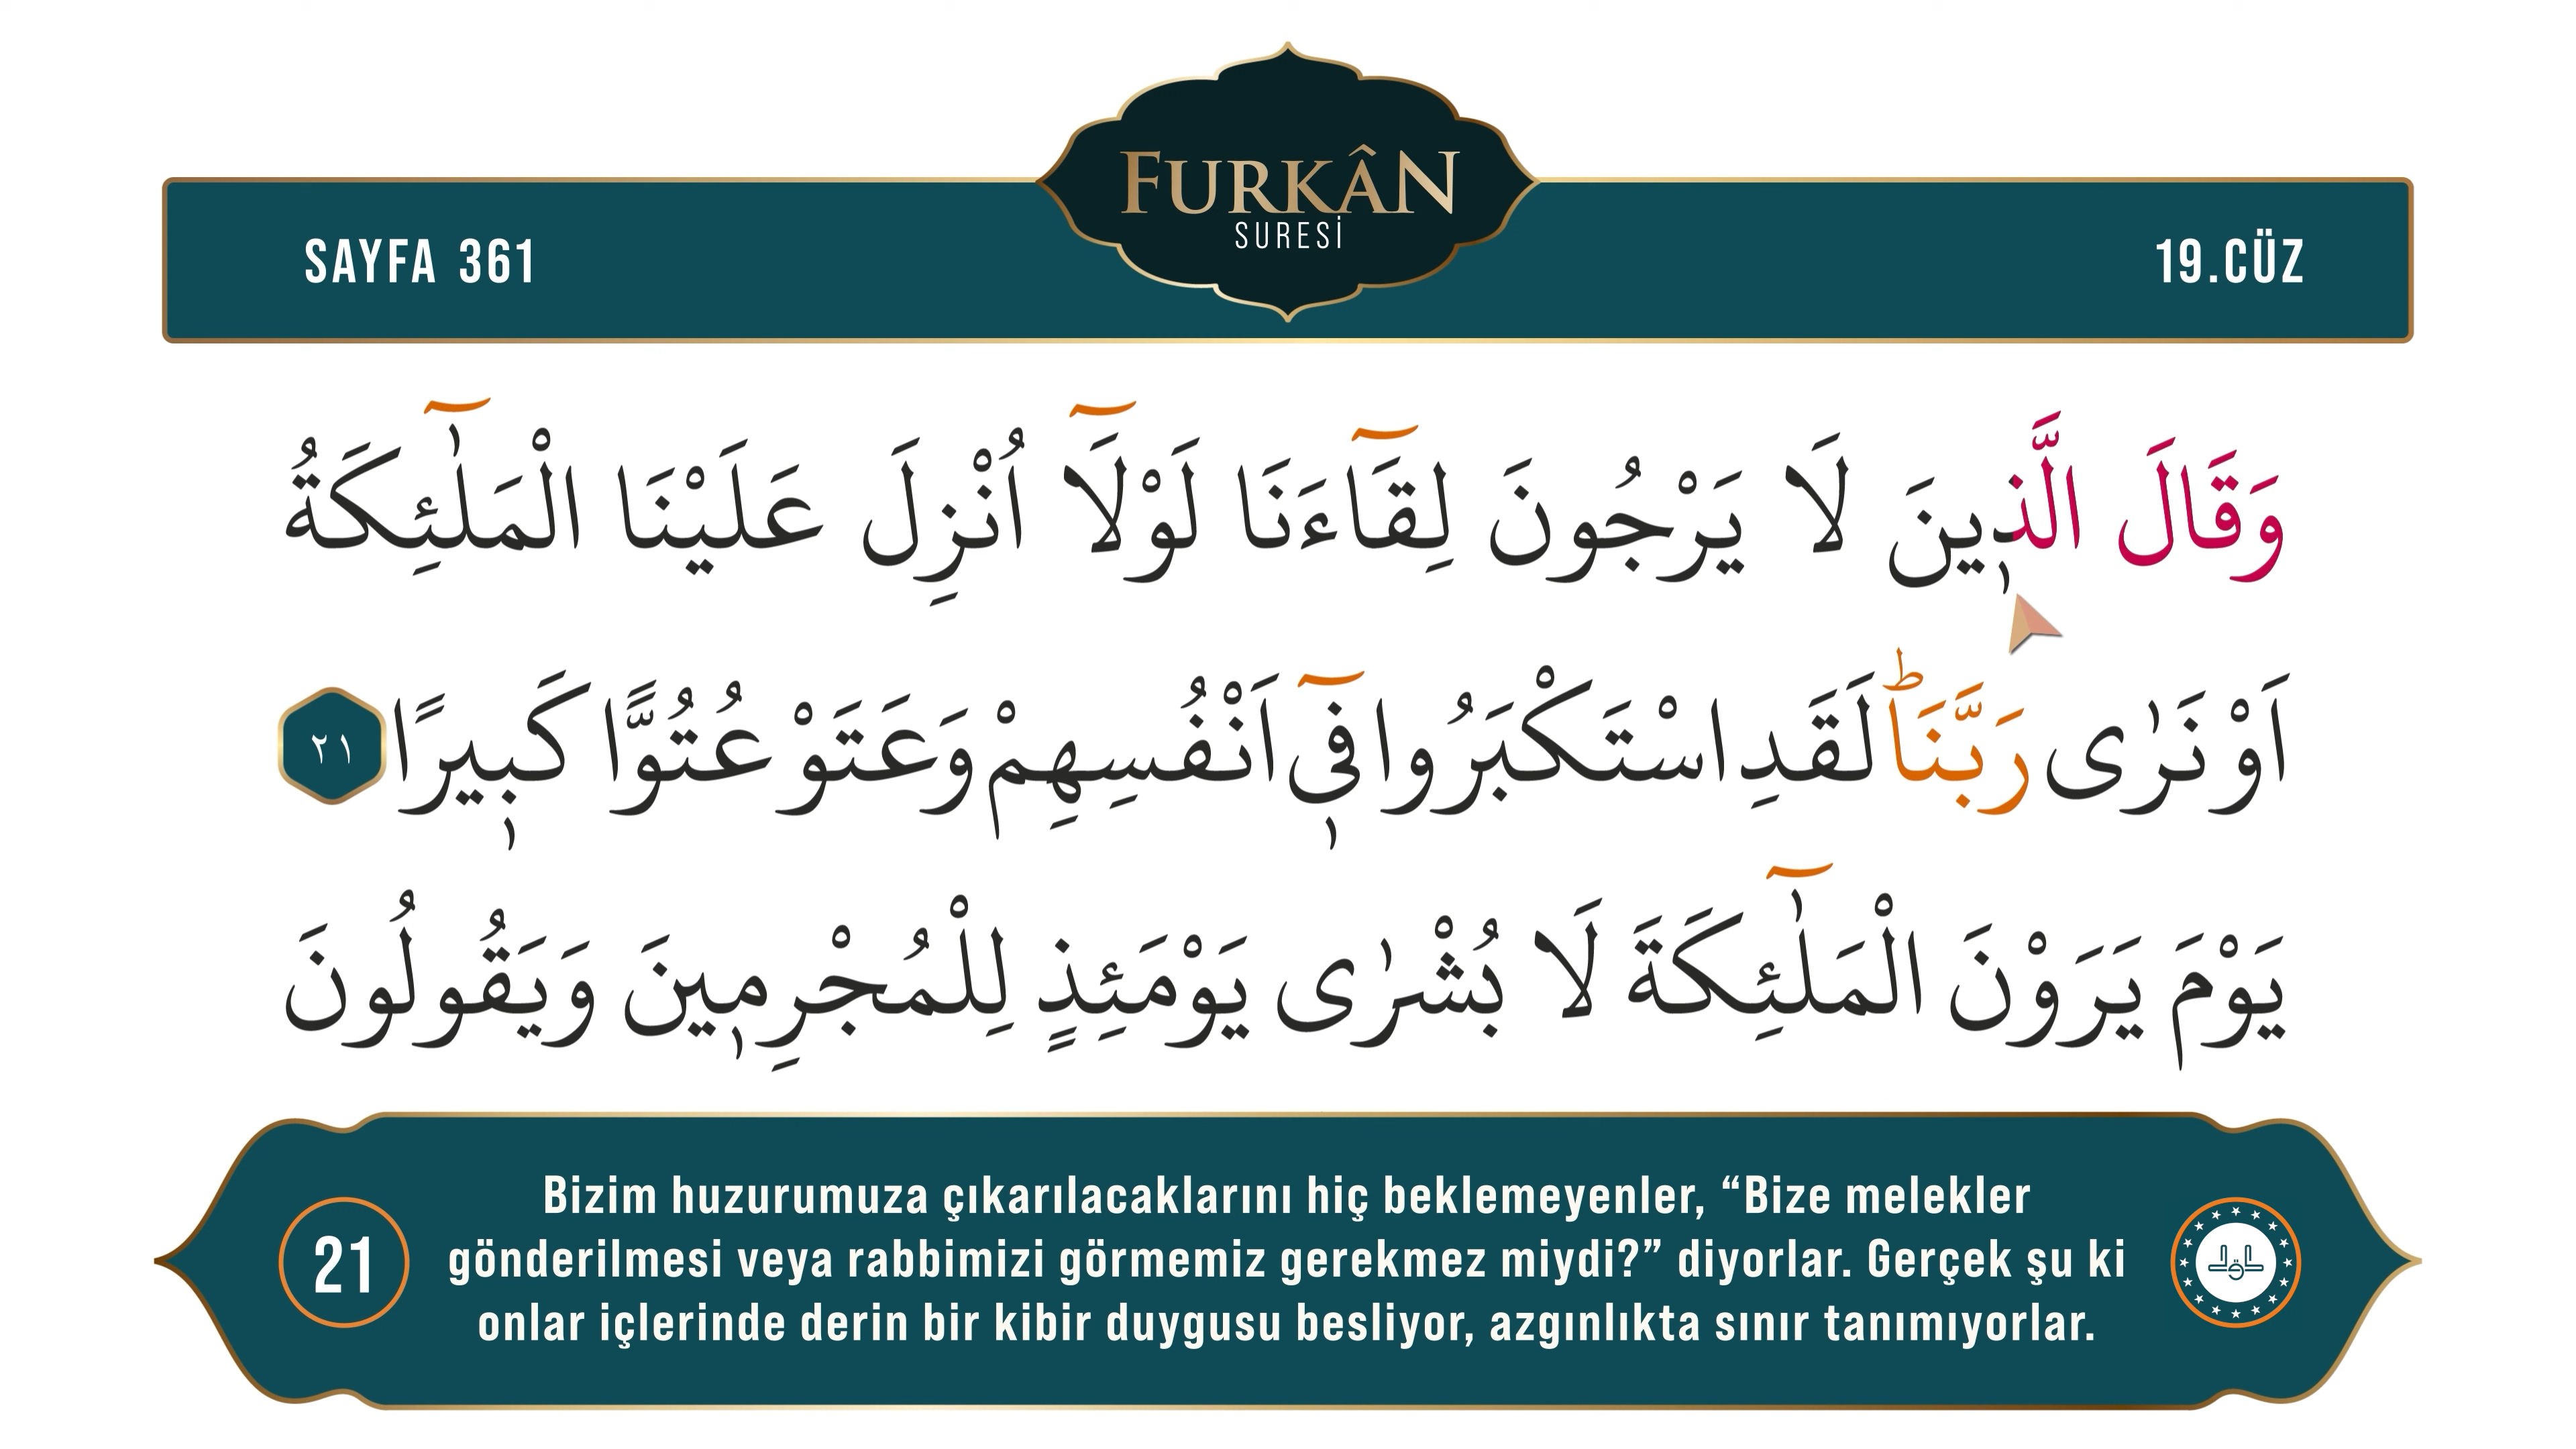 FURKÂN
SURESİ
SAYFA 361
19.CÜZ
وَقَالَ الَّذ۪ينَ لَا يَرْجُونَ لِقَٓاءَنَا لَوْلَٓا اُنْزِلَ عَلَيْنَا الْمَلٰٓئِكَةُ
اَوْ نَرٰى رَبَّنَاۜ لَقَدِ اسْتَكْبَرُوا ف۪ٓي اَنْفُسِهِمْ وَعَتَوْ عُتُوًّا كَب۪يرًا ٢١
يَوْمَ يَرَوْنَ الْمَلٰٓئِكَةَ لَا بُشْرٰى يَوْمَئِذٍ لِلْمُجْرِم۪ينَ وَيَقُولُونَ
21
Bizim huzurumuza çıkarılacaklarını hiç beklemeyenler, “Bize melekler
gönderilmesi veya rabbimizi görmemiz gerekmez miydi?” diyorlar. Gerçek şu ki
onlar içlerinde derin bir kibir duygusu besliyor, azgınlıkta sınır tanımıyorlar.